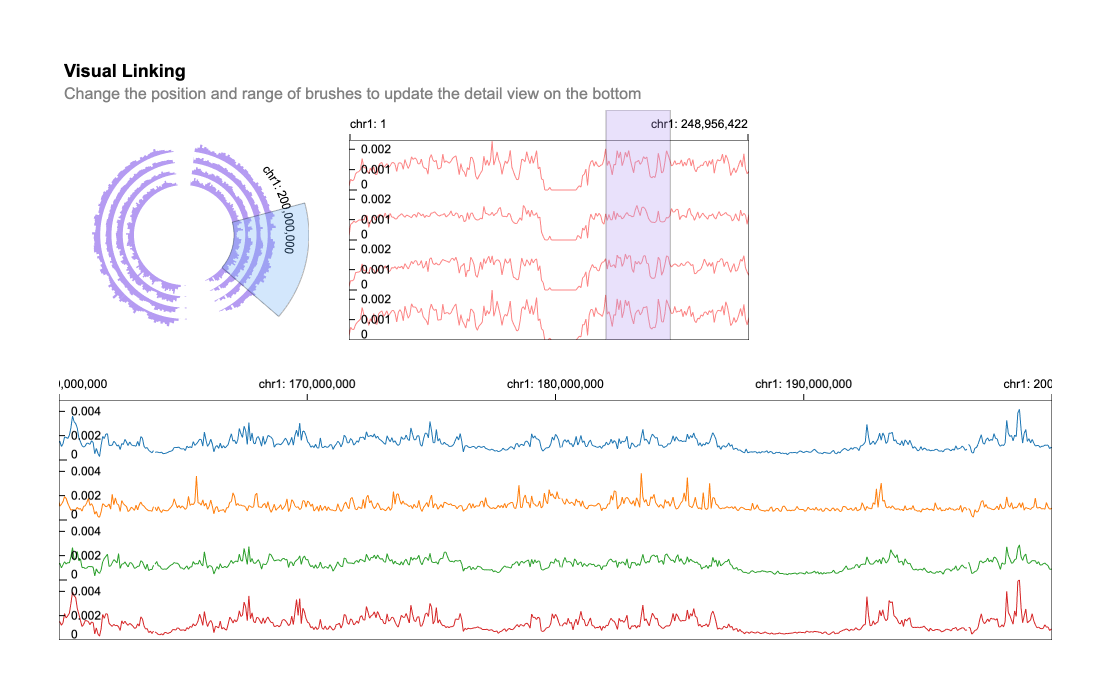 Visual Linking
Change the position and range of brushes to update the detail view on the bottom
chr1: 1
chr1: 248,956,422
0.002
0.001
0
0.002
0.001
0
0.002
0.001
0
0.002
0.001
0
chr1: 200,000,000
0,000,000
chr1: 170,000,000
chr1: 180,000,000
chr1: 190,000,000
chr1: 200
0.004
0.002
0
0.004
0.002
0
0.004
0.002
0
0.004
0.002
0